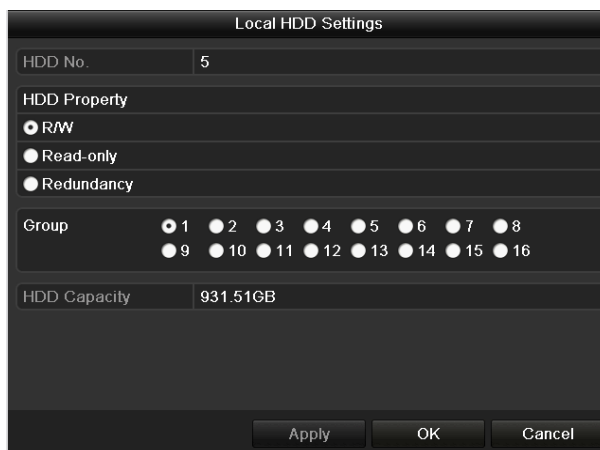 Local HDD Settings
HDD No. 5
HDD Property
R/W
Read-only
Redundancy
Group 1 2 3 4 5 6 7 8
9 10 11 12 13 14 15 16
HDD Capacity 931.51GB
Apply OK Cancel